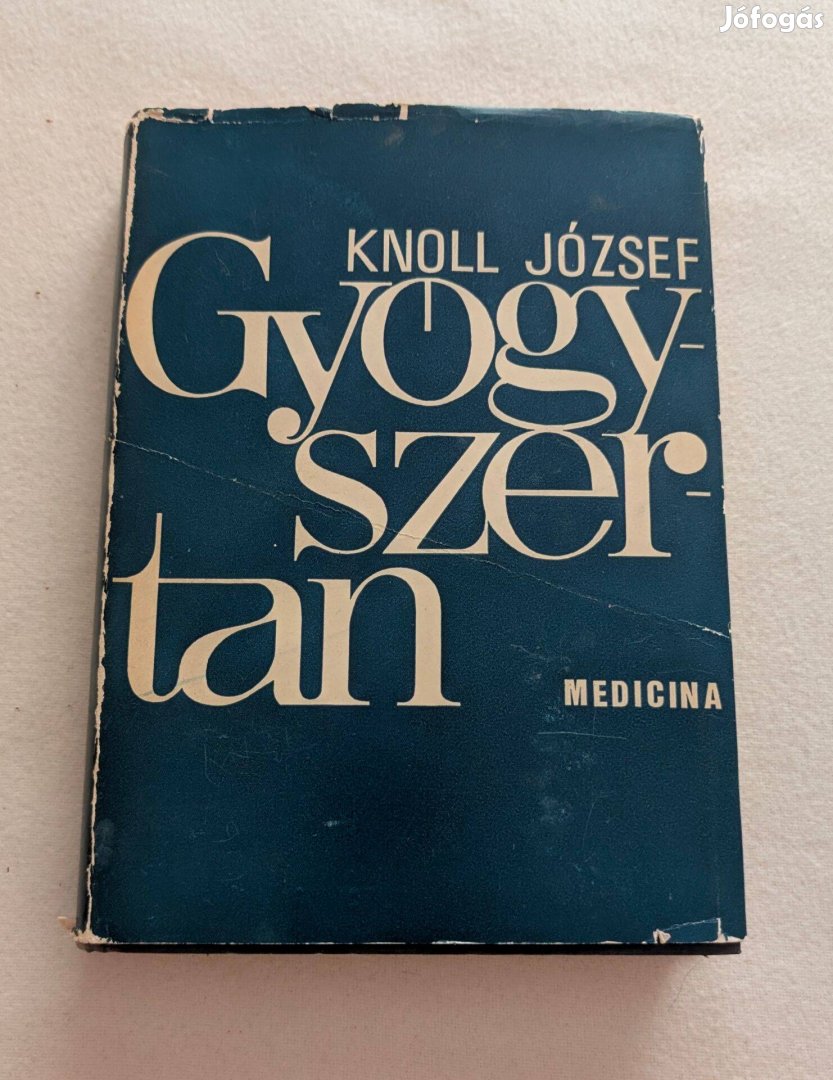 Jófogás
KNOLL JÓZSEF
Gyógy-
szer-
tan
MEDICINA